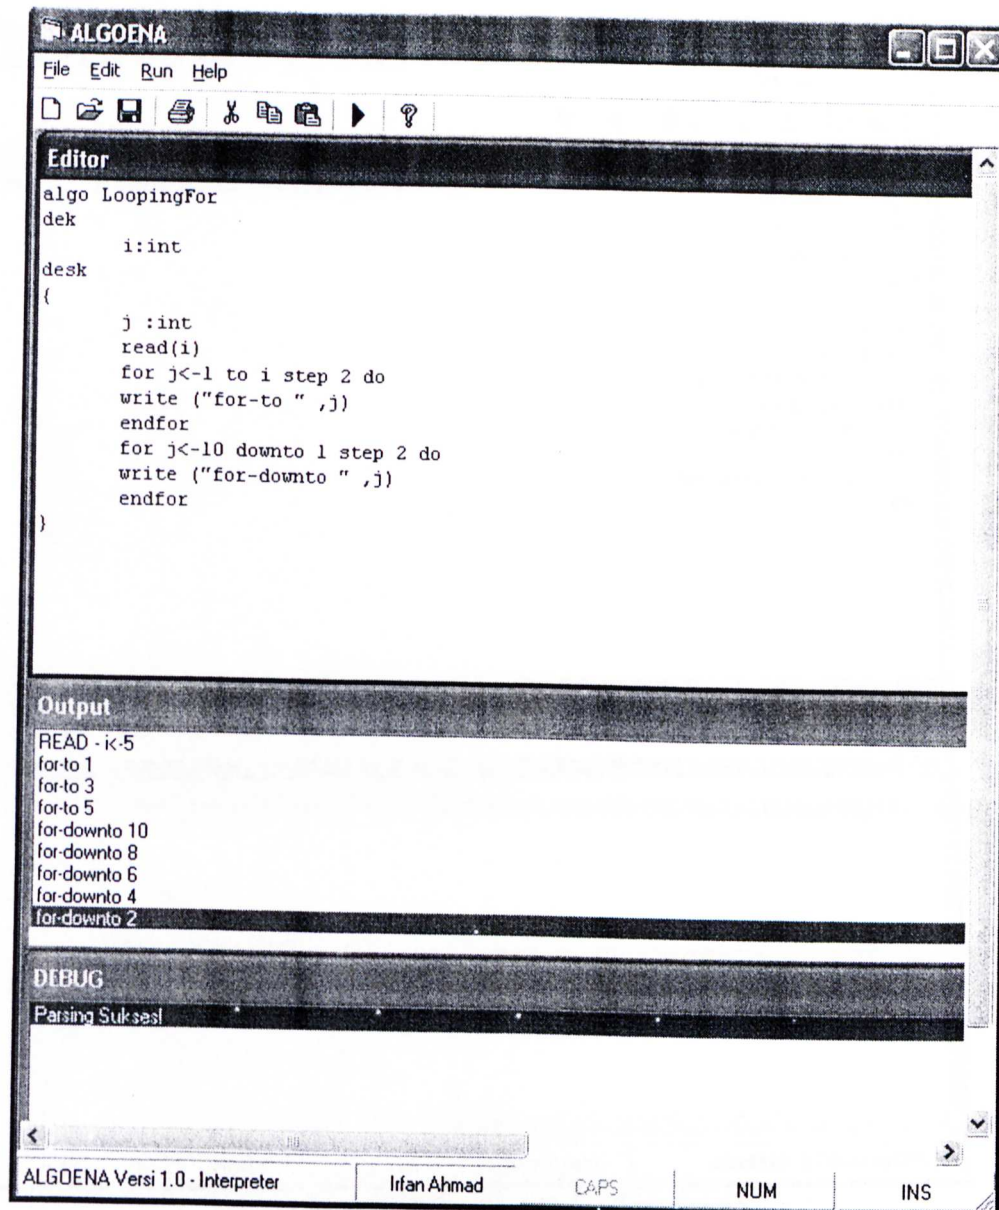 ALGOENA
File Edit Run Help
Editor
algo LoopingFor
dek
i:int
desk
{
j :int
read(i)
for j<-1 to i step 2 do
write ("for-to " ,j)
endfor
for j<-10 downto 1 step 2 do
write ("for-downto " ,j)
endfor
}
Output
READ - i<-5
for-to 1
for-to 3
for-to 5
for-downto 10
for-downto 8
for-downto 6
for-downto 4
for-downto 2
DEBUG
Parsing Sukses!
ALGOENA Versi 1.0 - Interpreter Irfan Ahmad CAPS NUM INS